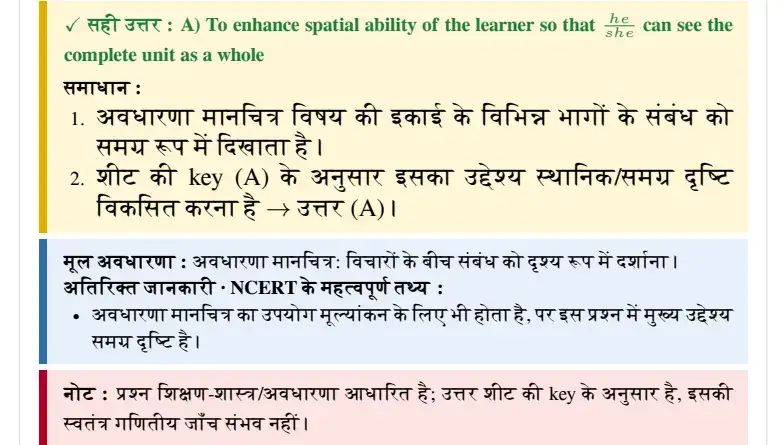 ✓ सही उत्तर : A) To enhance spatial ability of the learner so that he/she can see the
complete unit as a whole
समाधान :
1. अवधारणा मानचित्र विषय की इकाई के विभिन्न भागों के संबंध को
समग्र रूप में दिखाता है।
2. शीट की key (A) के अनुसार इसका उद्देश्य स्थानिक/समग्र दृष्टि
विकसित करना है → उत्तर (A)।
मूल अवधारणा : अवधारणा मानचित्र: विचारों के बीच संबंध को दृश्य रूप में दर्शाना।
अतिरिक्त जानकारी · NCERT के महत्वपूर्ण तथ्य :
• अवधारणा मानचित्र का उपयोग मूल्यांकन के लिए भी होता है, पर इस प्रश्न में मुख्य उद्देश्य
समग्र दृष्टि है।
नोट : प्रश्न शिक्षण-शास्त्र/अवधारणा आधारित है; उत्तर शीट की key के अनुसार है, इसकी
स्वतंत्र गणितीय जाँच संभव नहीं।